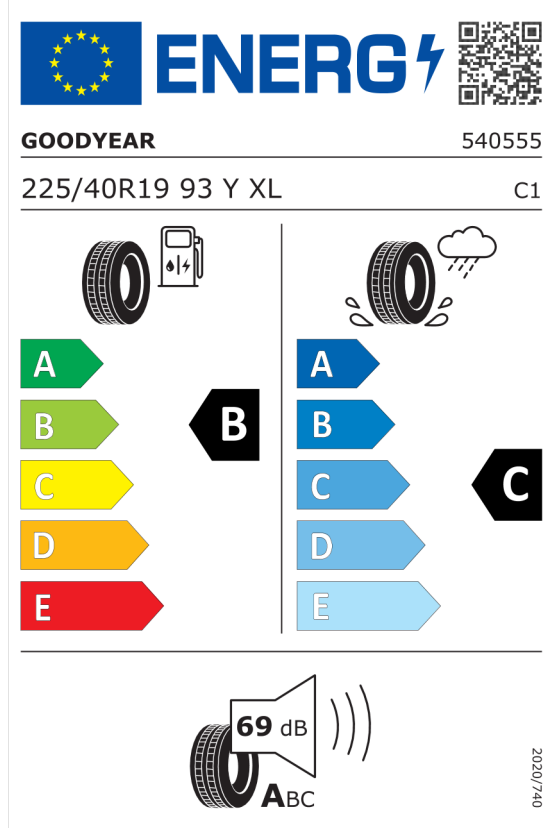 ENERG
GOODYEAR 540555
225/40R19 93 Y XL C1
A A
B B B
C C C
D D
E E
69 dB
ABC
2020/740